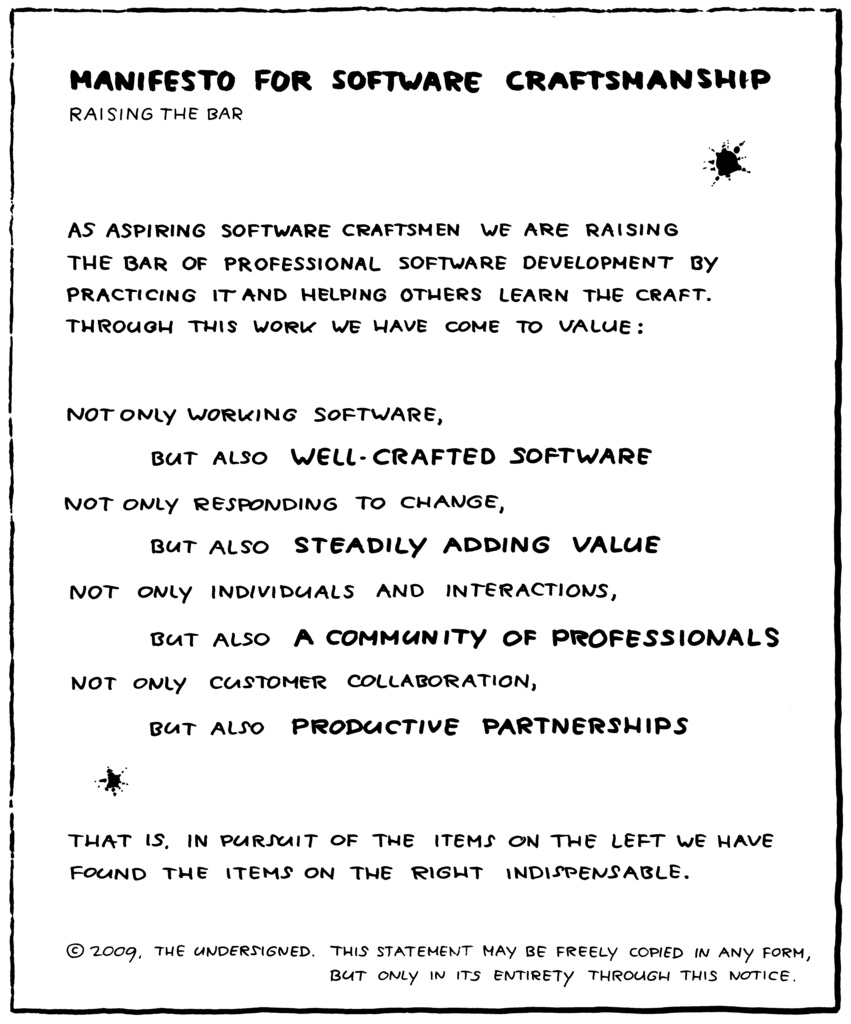 MANIFESTO FOR SOFTWARE CRAFTSMANSHIP
RAISING THE BAR
AS ASPIRING SOFTWARE CRAFTSMEN WE ARE RAISING
THE BAR OF PROFESSIONAL SOFTWARE DEVELOPMENT BY
PRACTICING IT AND HELPING OTHERS LEARN THE CRAFT.
THROUGH THIS WORK WE HAVE COME TO VALUE:
NOT ONLY WORKING SOFTWARE,
BUT ALSO WELL-CRAFTED SOFTWARE
NOT ONLY RESPONDING TO CHANGE,
BUT ALSO STEADILY ADDING VALUE
NOT ONLY INDIVIDUALS AND INTERACTIONS,
BUT ALSO A COMMUNITY OF PROFESSIONALS
NOT ONLY CUSTOMER COLLABORATION,
BUT ALSO PRODUCTIVE PARTNERSHIPS
THAT IS, IN PURSUIT OF THE ITEMS ON THE LEFT WE HAVE
FOUND THE ITEMS ON THE RIGHT INDISPENSABLE.
© 2009, THE UNDERSIGNED. THIS STATEMENT MAY BE FREELY COPIED IN ANY FORM,
BUT ONLY IN ITS ENTIRETY THROUGH THIS NOTICE.